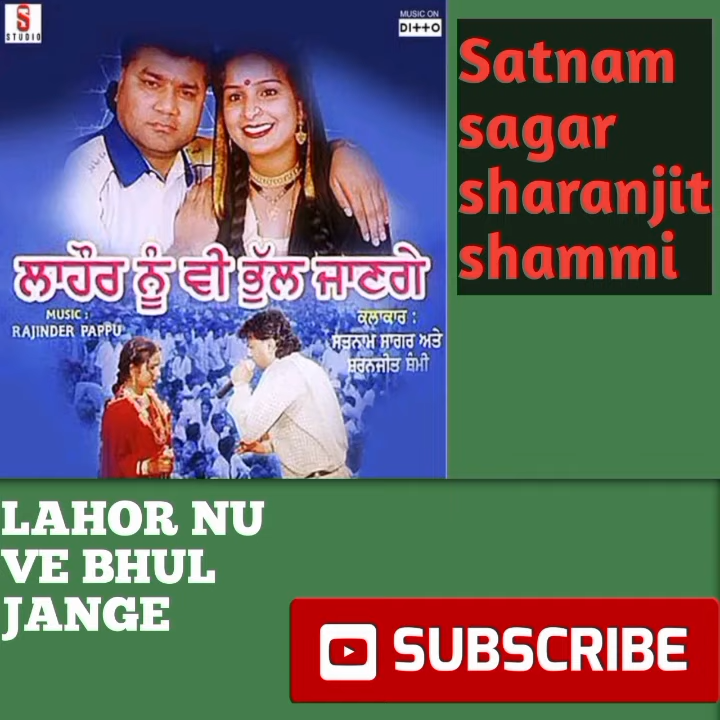 S
STUDIO
MUSIC ON
DI++O
Satnam
sagar
sharanjit
shammi
ਲਾਹੌਰ ਨੂੰ ਵੀ ਭੁੱਲ ਜਾਣਗੇ
MUSIC :
RAJINDER PAPPU
ਕਲਾਕਾਰ :
ਸਤਨਾਮ ਸਾਗਰ ਅਤੇ
ਸ਼ਰਨਜੀਤ ਸ਼ੰਮੀ
LAHOR NU
VE BHUL
JANGE
SUBSCRIBE